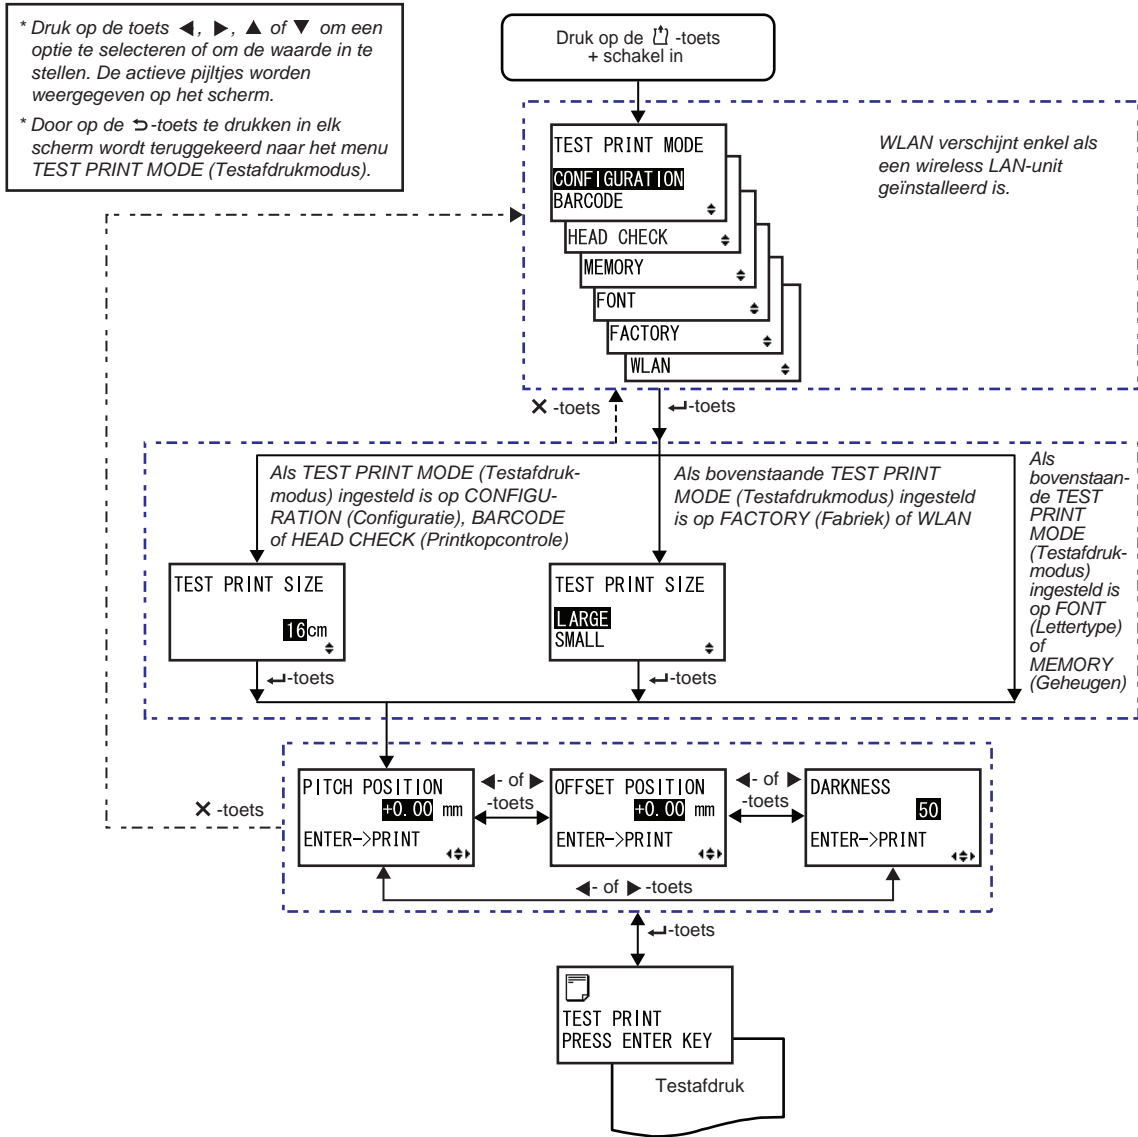 * Druk op de toets ◀, ▶, ▲ of ▼ om een
optie te selecteren of om de waarde in te
stellen. De actieve pijltjes worden
weergegeven op het scherm.
* Door op de ⮌-toets te drukken in elk
scherm wordt teruggekeerd naar het menu
TEST PRINT MODE (Testafdrukmodus).
Druk op de -toets
+ schakel in
TEST PRINT MODE
CONFIGURATION
BARCODE
HEAD CHECK
MEMORY
FONT
FACTORY
WLAN
WLAN verschijnt enkel als
een wireless LAN-unit
geïnstalleerd is.
✕ -toets
↵-toets
Als TEST PRINT MODE (Testafdruk-
modus) ingesteld is op CONFIGU-
RATION (Configuratie), BARCODE
of HEAD CHECK (Printkopcontrole)
Als bovenstaande TEST PRINT
MODE (Testafdrukmodus) ingesteld
is op FACTORY (Fabriek) of WLAN
Als
bovenstaan-
de TEST
PRINT
MODE
(Testafdruk-
modus)
ingesteld is
op FONT
(Lettertype)
of
MEMORY
(Geheugen)
TEST PRINT SIZE
16cm
TEST PRINT SIZE
LARGE
SMALL
↵-toets
↵-toets
✕ -toets
PITCH POSITION
+0.00 mm
ENTER->PRINT
◀- of ▶
-toets
OFFSET POSITION
+0.00 mm
ENTER->PRINT
◀- of ▶
-toets
DARKNESS
50
ENTER->PRINT
◀- of ▶ -toets
↵-toets
TEST PRINT
PRESS ENTER KEY
Testafdruk